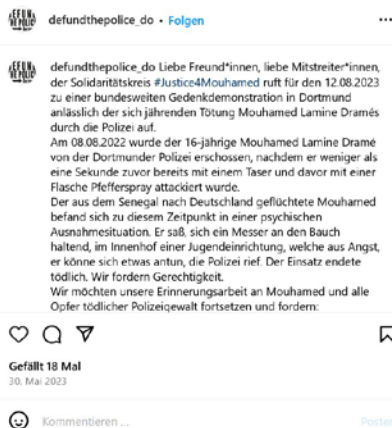 defundthepolice_do • Folgen
defundthepolice_do Liebe Freund*innen, liebe Mitstreiter*innen,
der Solidaritätskreis #Justice4Mouhamed ruft für den 12.08.2023
zu einer bundesweiten Gedenkdemonstration in Dortmund
anlässlich der sich jährenden Tötung Mouhamed Lamine Dramés
durch die Polizei auf.
Am 08.08.2022 wurde der 16-jährige Mouhamed Lamine Dramé
von der Dortmunder Polizei erschossen, nachdem er weniger als
eine Sekunde zuvor bereits mit einem Taser und davor mit einer
Flasche Pfefferspray attackiert wurde.
Der aus dem Senegal nach Deutschland geflüchtete Mouhamed
befand sich zu diesem Zeitpunkt in einer psychischen
Ausnahmesituation. Er saß, sich ein Messer an den Bauch
haltend, im Innenhof einer Jugendeinrichtung, welche aus Angst,
er könne sich etwas antun, die Polizei rief. Der Einsatz endete
tödlich. Wir fordern Gerechtigkeit.
Wir möchten unsere Erinnerungsarbeit an Mouhamed und alle
Opfer tödlicher Polizeigewalt fortsetzen und fordern:
Gefällt 18 Mal
30. Mai 2023
Kommentieren ...
Posten